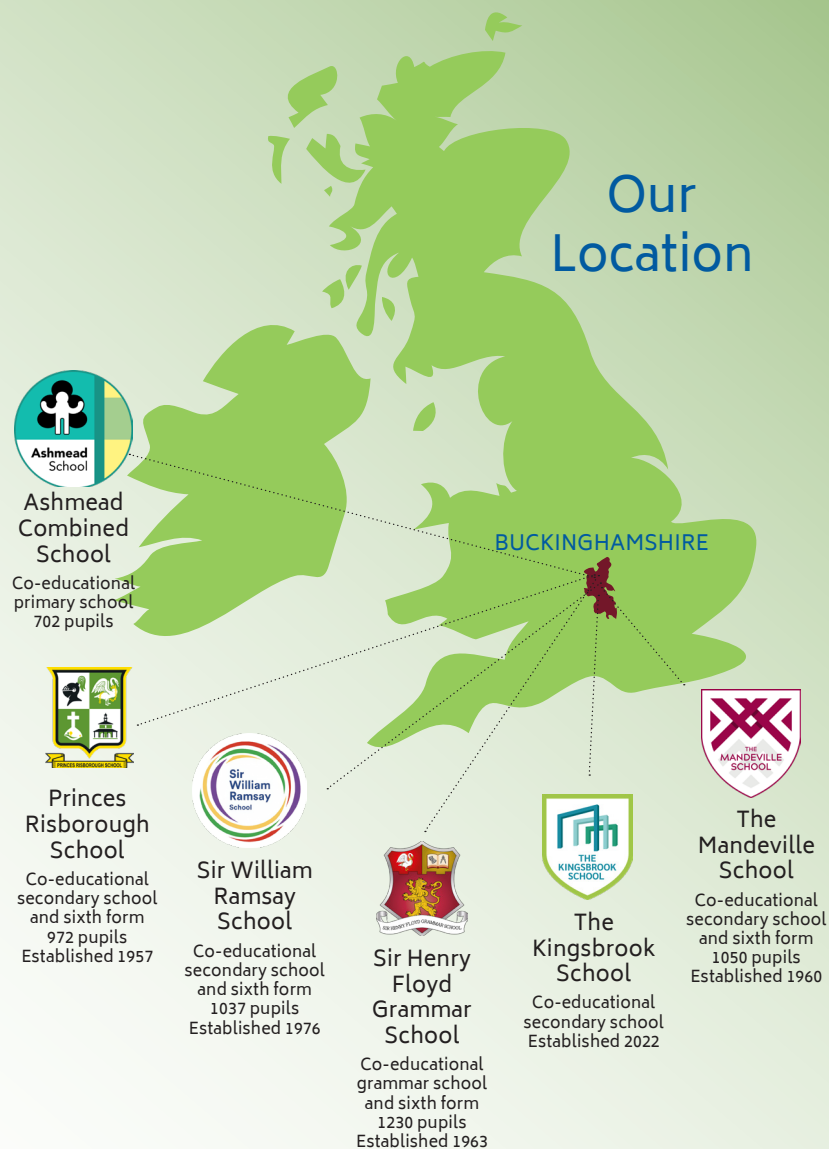 Our
Location
BUCKINGHAMSHIRE
Ashmead
School
Ashmead
Combined
School
Co-educational
primary school
702 pupils
PRINCES RISBOROUGH SCHOOL
Princes
Risborough
School
Co-educational
secondary school
and sixth form
972 pupils
Established 1957
Sir
William
Ramsay
School
Sir William
Ramsay
School
Co-educational
secondary school
and sixth form
1037 pupils
Established 1976
SIR HENRY FLOYD GRAMMAR SCHOOL
Sir Henry
Floyd
Grammar
School
Co-educational
grammar school
and sixth form
1230 pupils
Established 1963
THE
KINGSBROOK
SCHOOL
The
Kingsbrook
School
Co-educational
secondary school
Established 2022
THE
MANDEVILLE
SCHOOL
The
Mandeville
School
Co-educational
secondary school
and sixth form
1050 pupils
Established 1960